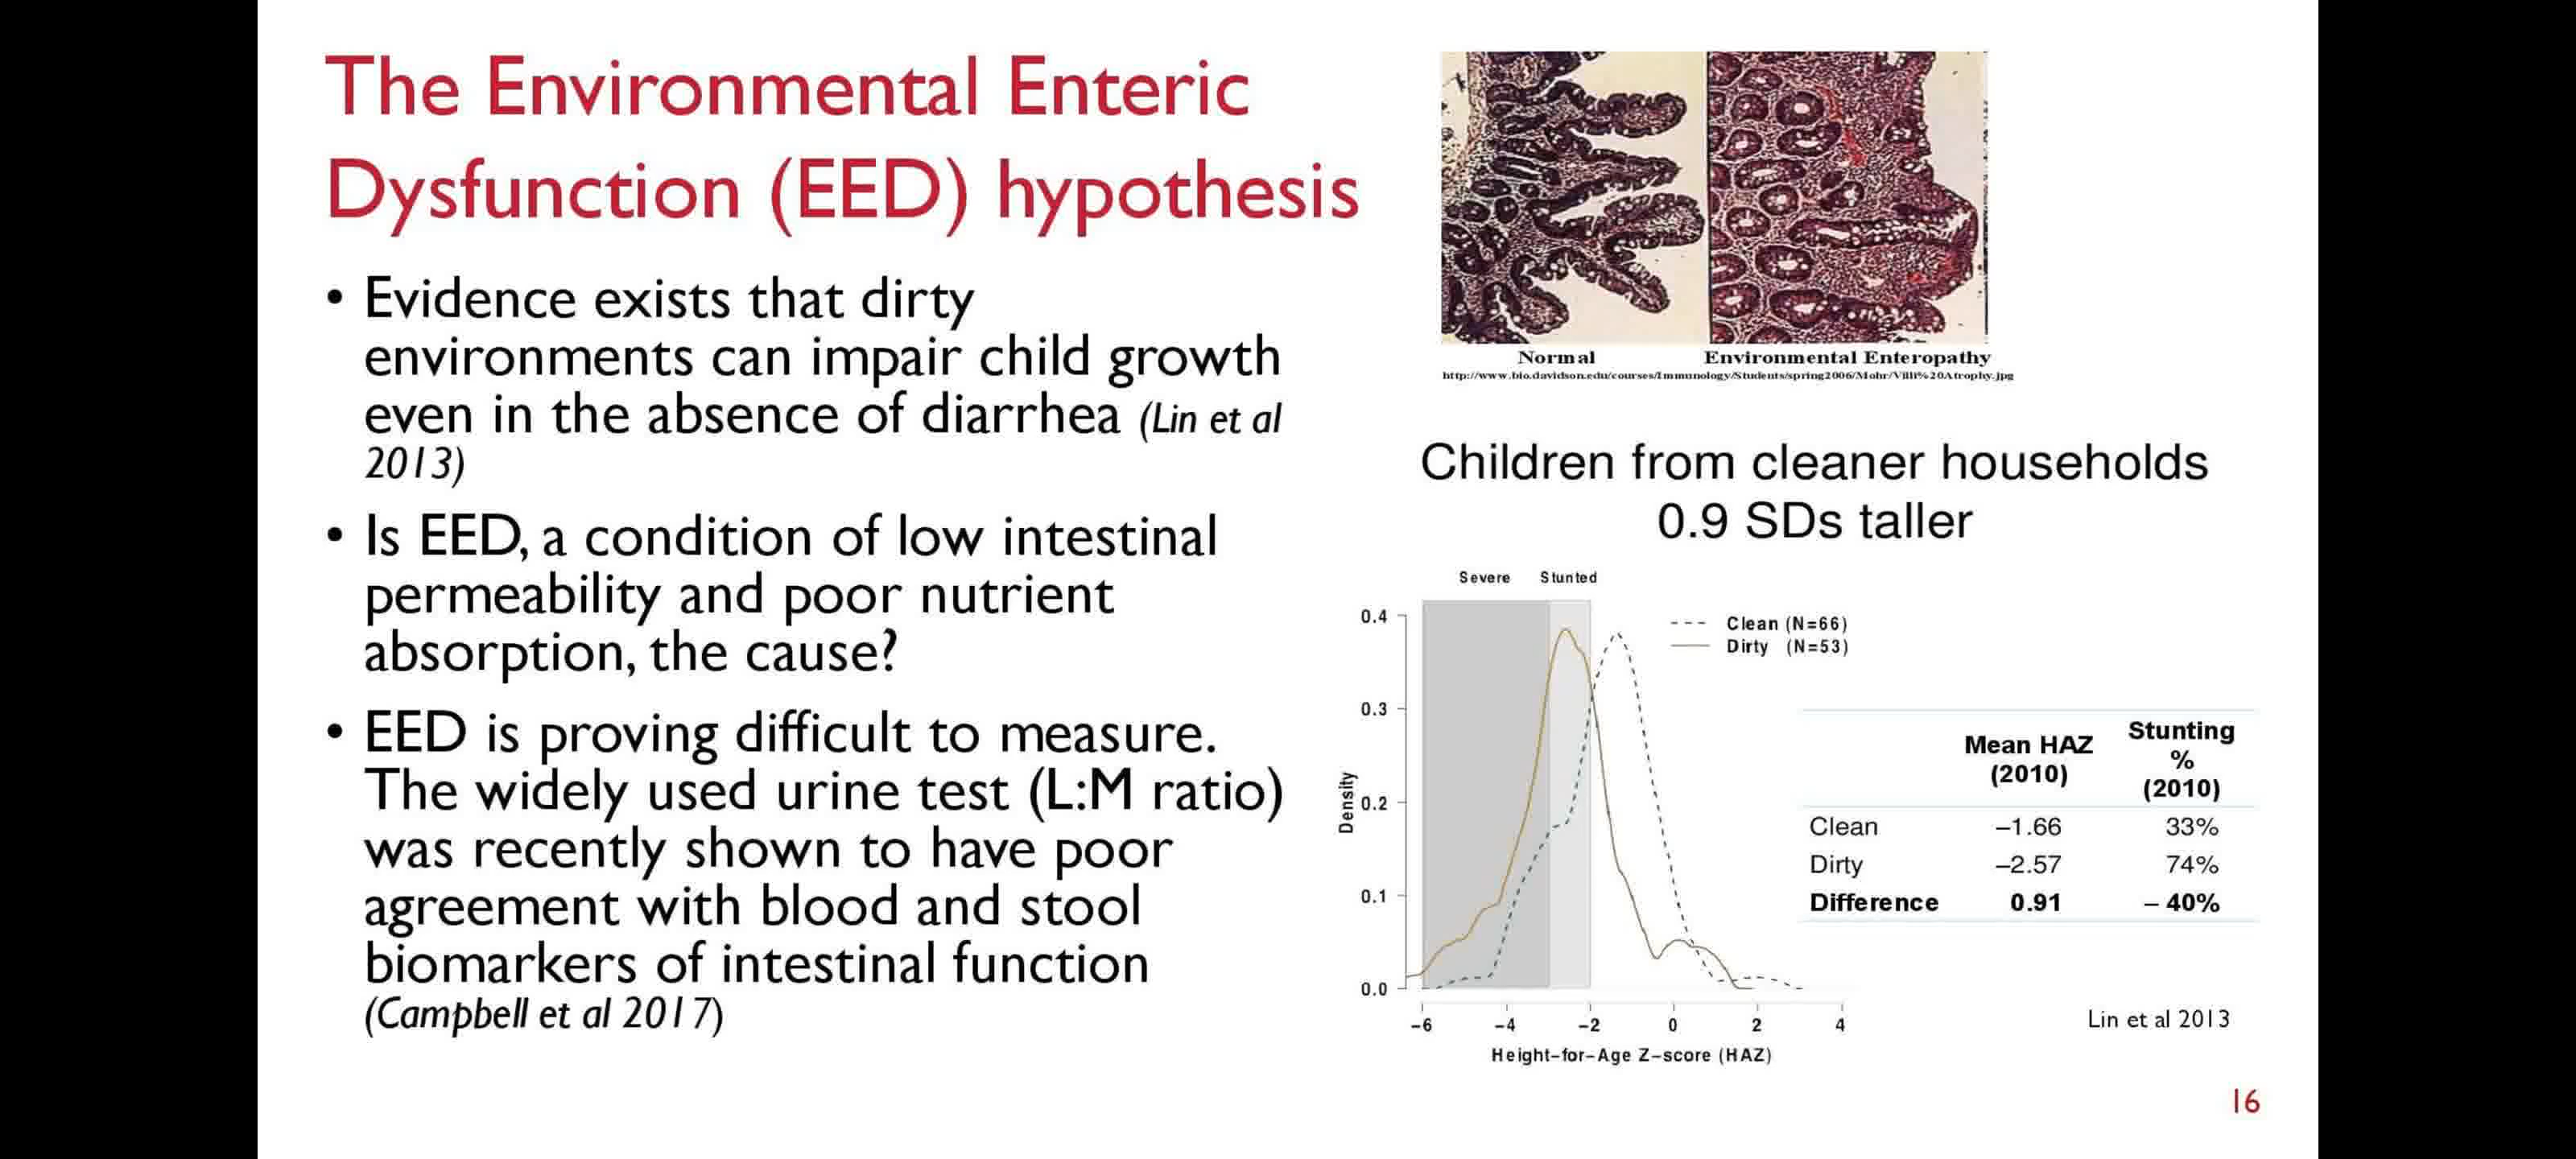 The Environmental Enteric
Dysfunction (EED) hypothesis
• Evidence exists that dirty
environments can impair child growth
even in the absence of diarrhea (Lin et al
2013)
• Is EED, a condition of low intestinal
permeability and poor nutrient
absorption, the cause?
• EED is proving difficult to measure.
The widely used urine test (L:M ratio)
was recently shown to have poor
agreement with blood and stool
biomarkers of intestinal function
(Campbell et al 2017)
Normal Environmental Enteropathy
http://www.bio.davidson.edu/courses/Immunology/Students/spring2006/Mohr/Villi%20Atrophy.jpg
Children from cleaner households
0.9 SDs taller
Severe Stunted
Clean (N=66)
Dirty (N=53)
0.4
0.3
0.2
0.1
0.0
Density
−6 −4 −2 0 2 4
Height−for−Age Z−score (HAZ)
Mean HAZ
(2010)
Stunting
%
(2010)
Clean −1.66 33%
Dirty −2.57 74%
Difference 0.91 − 40%
Lin et al 2013
16